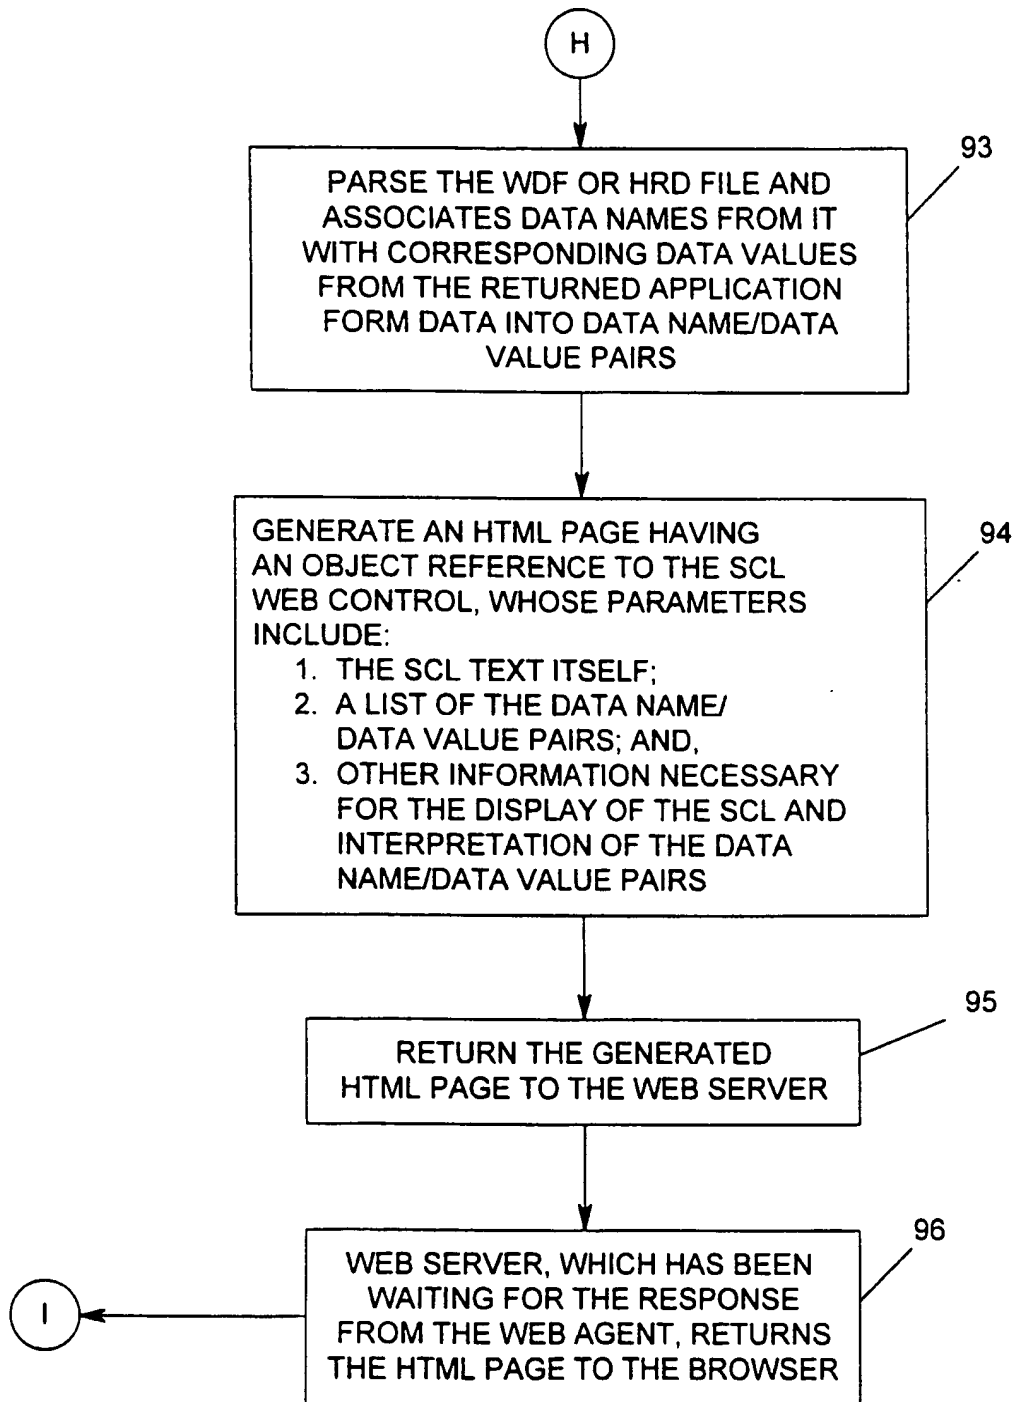 H
93
PARSE THE WDF OR HRD FILE AND
ASSOCIATES DATA NAMES FROM IT
WITH CORRESPONDING DATA VALUES
FROM THE RETURNED APPLICATION
FORM DATA INTO DATA NAME/DATA
VALUE PAIRS
94
GENERATE AN HTML PAGE HAVING
AN OBJECT REFERENCE TO THE SCL
WEB CONTROL, WHOSE PARAMETERS
INCLUDE:
1. THE SCL TEXT ITSELF;
2. A LIST OF THE DATA NAME/
DATA VALUE PAIRS; AND,
3. OTHER INFORMATION NECESSARY
FOR THE DISPLAY OF THE SCL AND
INTERPRETATION OF THE DATA
NAME/DATA VALUE PAIRS
95
RETURN THE GENERATED
HTML PAGE TO THE WEB SERVER
96
WEB SERVER, WHICH HAS BEEN
WAITING FOR THE RESPONSE
FROM THE WEB AGENT, RETURNS
THE HTML PAGE TO THE BROWSER
I